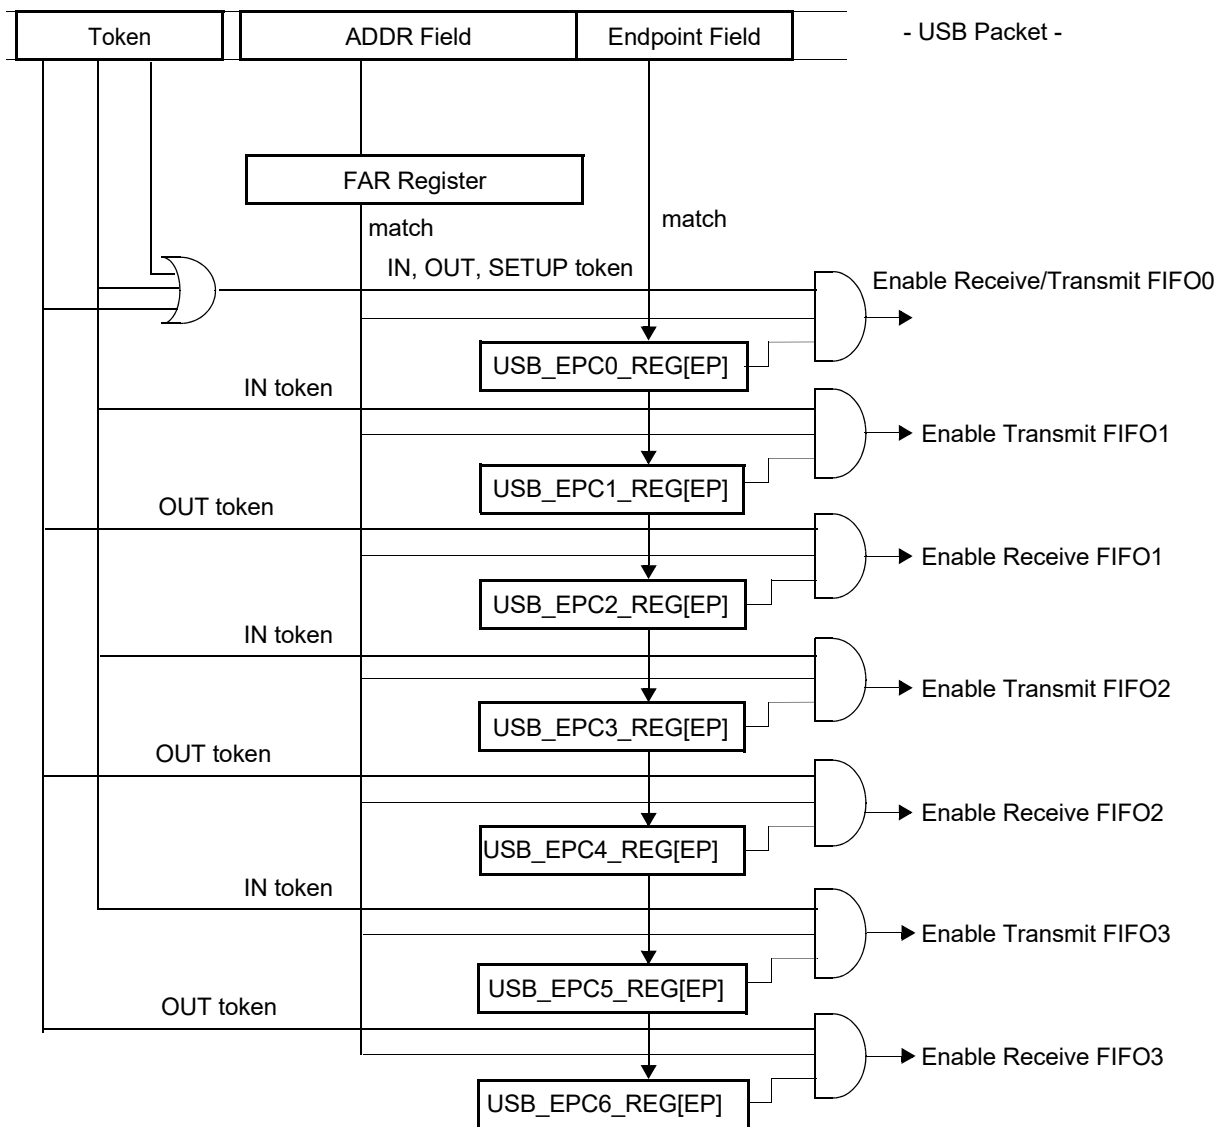 Token
ADDR Field
Endpoint Field
- USB Packet -
FAR Register
match
match
IN, OUT, SETUP token
Enable Receive/Transmit FIFO0
USB_EPC0_REG[EP]
IN token
Enable Transmit FIFO1
USB_EPC1_REG[EP]
OUT token
Enable Receive FIFO1
USB_EPC2_REG[EP]
IN token
Enable Transmit FIFO2
USB_EPC3_REG[EP]
OUT token
Enable Receive FIFO2
USB_EPC4_REG[EP]
IN token
Enable Transmit FIFO3
USB_EPC5_REG[EP]
OUT token
Enable Receive FIFO3
USB_EPC6_REG[EP]